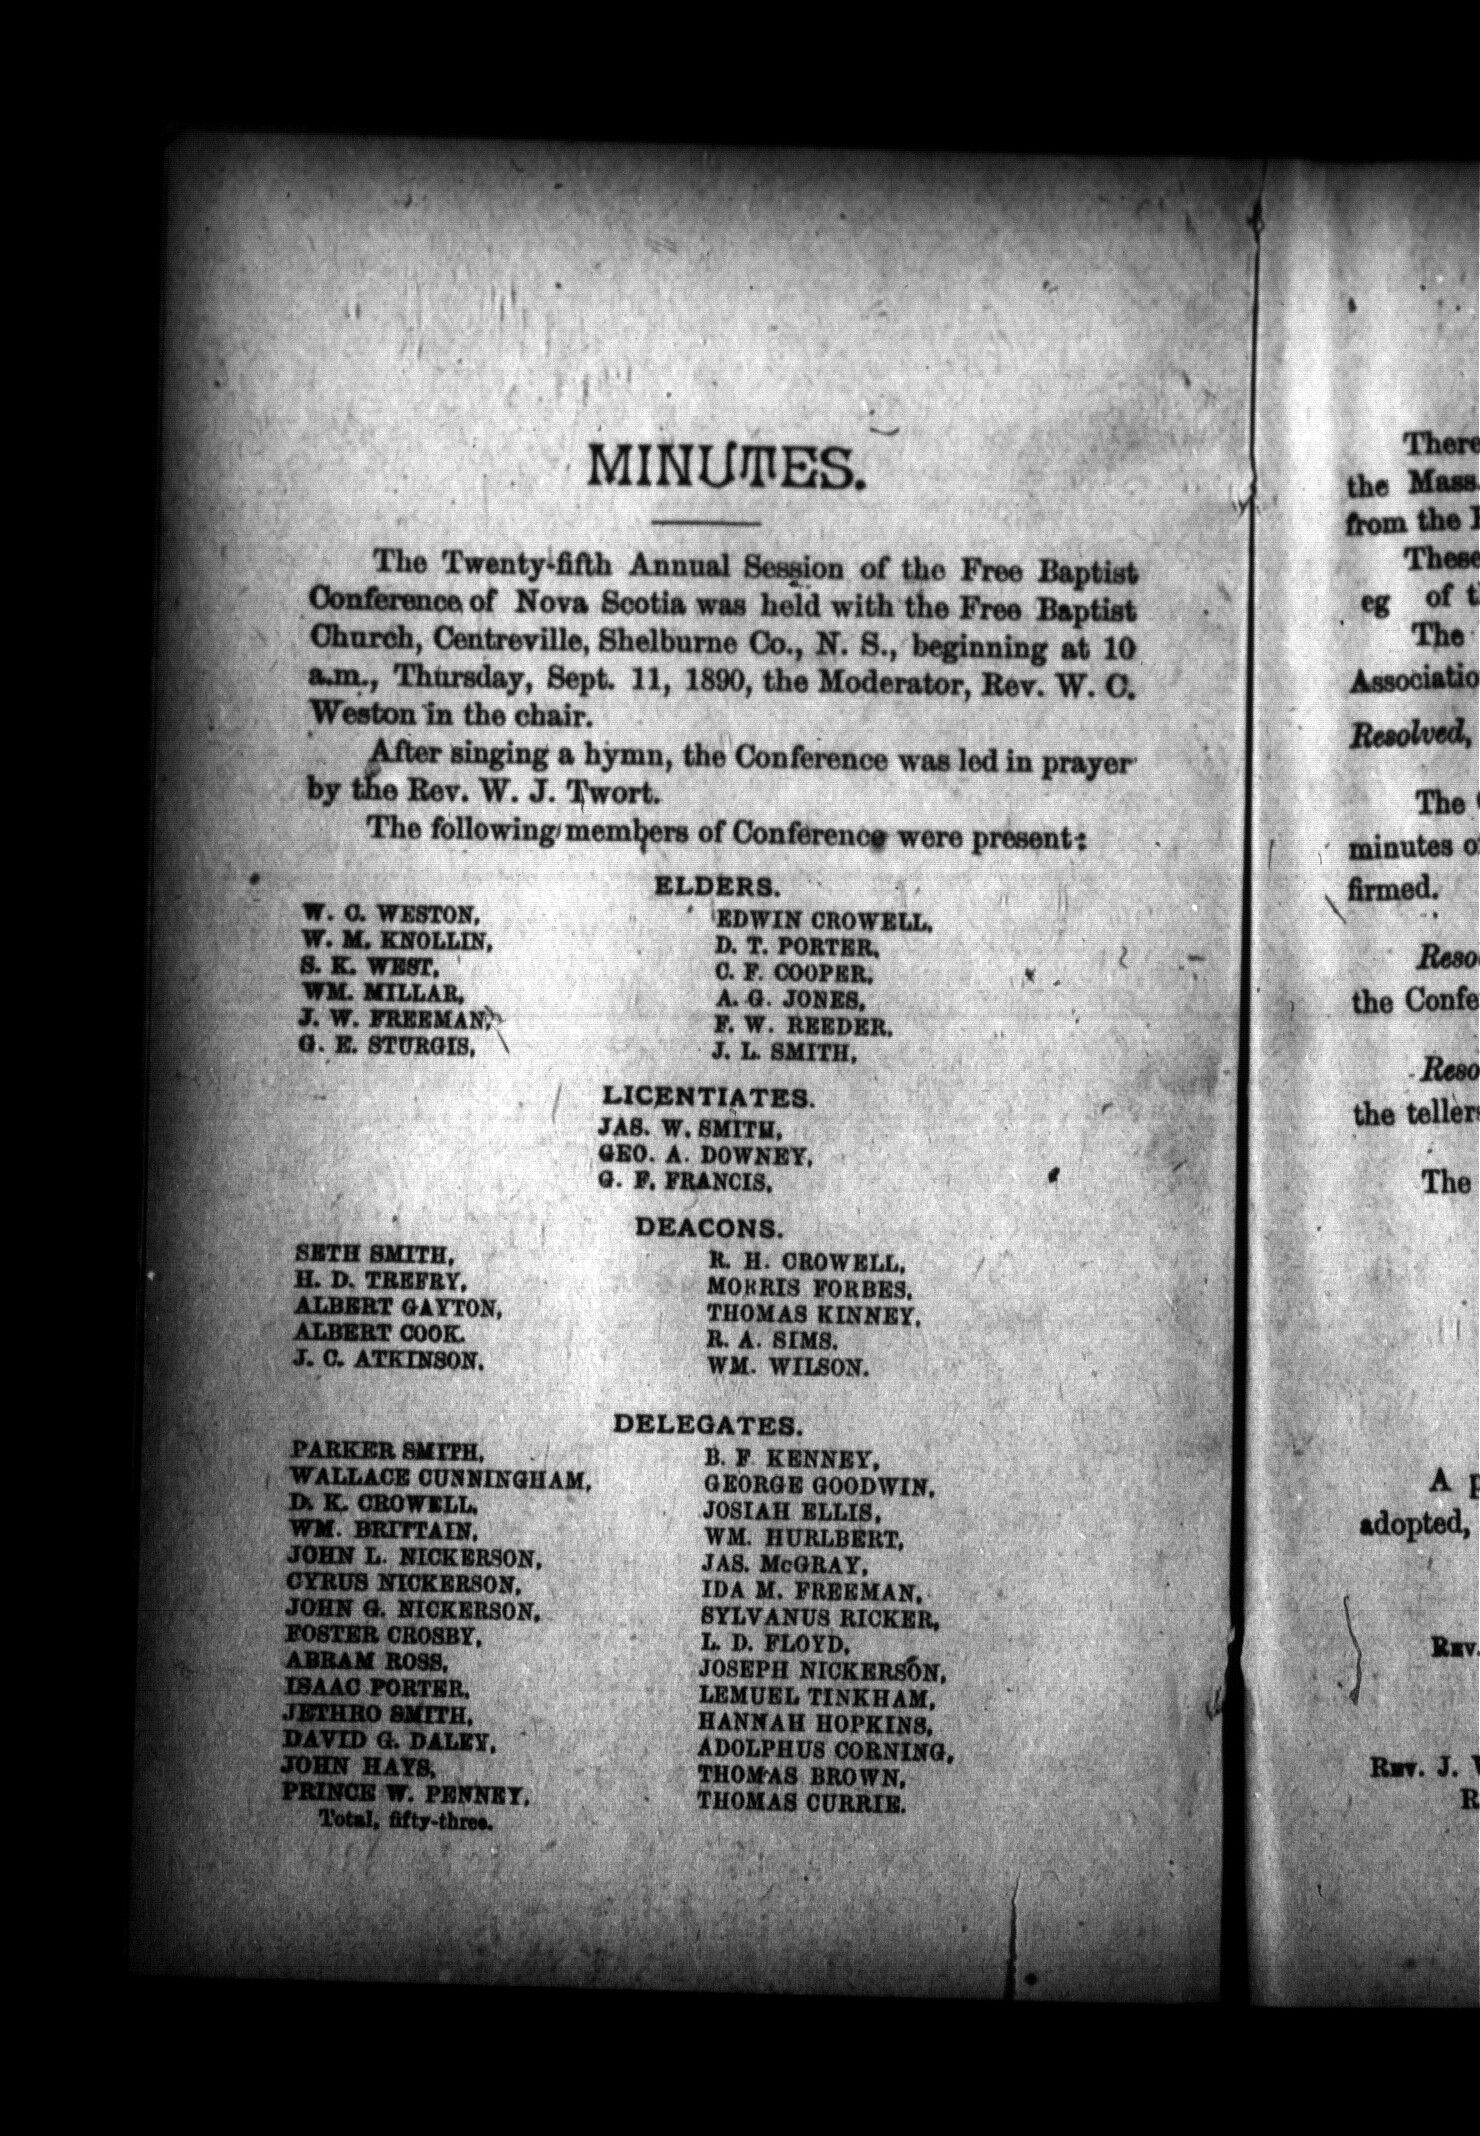 MINUTES.
The Twenty-fifth Annual Session of the Free Baptist
Conference of Nova Scotia was held with the Free Baptist
Church, Centreville, Shelburne Co., N. S., beginning at 10
a.m., Thursday, Sept. 11, 1890, the Moderator, Rev. W. C.
Weston in the chair.
After singing a hymn, the Conference was led in prayer
by the Rev. W. J. Twort.
The following members of Conference were present:
ELDERS.
W. C. WESTON,
W. M. KNOLLIN,
S. K. WEST,
WM. MILLAR,
J. W. FREEMAN,
G. E. STURGIS,
EDWIN CROWELL,
D. T. PORTER,
C. F. COOPER,
A. G. JONES,
F. W. REEDER,
J. L. SMITH,
LICENTIATES.
JAS. W. SMITH,
GEO. A. DOWNEY,
G. F. FRANCIS,
DEACONS.
SETH SMITH,
H. D. TREFRY,
ALBERT GAYTON,
ALBERT COOK.
J. C. ATKINSON,
R. H. CROWELL,
MORRIS FORBES,
THOMAS KINNEY,
R. A. SIMS.
WM. WILSON.
DELEGATES.
PARKER SMITH,
WALLACE CUNNINGHAM,
D. K. CROWELL,
WM. BRITTAIN,
JOHN L. NICKERSON,
CYRUS NICKERSON,
JOHN G. NICKERSON,
FOSTER CROSBY,
ABRAM ROSS,
ISAAC PORTER,
JETHRO SMITH,
DAVID G. DALEY,
JOHN HAYS,
PRINCE W. PENNEY,
Total, fifty-three.
B. F. KENNEY,
GEORGE GOODWIN,
JOSIAH ELLIS,
WM. HURLBERT,
JAS. McGRAY,
IDA M. FREEMAN,
SYLVANUS RICKER,
L. D. FLOYD,
JOSEPH NICKERSON,
LEMUEL TINKHAM,
HANNAH HOPKINS,
ADOLPHUS CORNING,
THOMAS BROWN,
THOMAS CURRIE.
There
the Mass.
from the
These
eg of
The
Resolved,
The
minutes
firmed.
the
the
The
A
adopted,
Rev.
Rev. J.